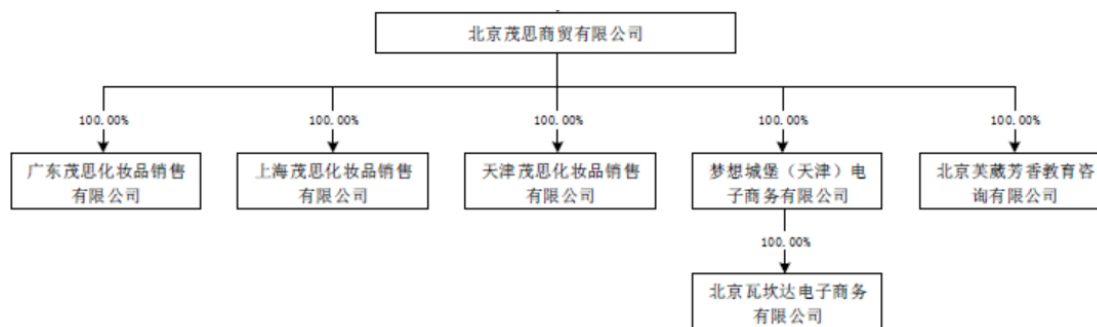 北京茂思商贸有限公司
100.00%
100.00%
100.00%
100.00%
100.00%
广东茂思化妆品销售
有限公司
上海茂思化妆品销售
有限公司
天津茂思化妆品销售
有限公司
梦想城堡（天津）电
子商务有限公司
北京芙葳芳香教育咨
询有限公司
100.00%
北京瓦坎达电子商务
有限公司